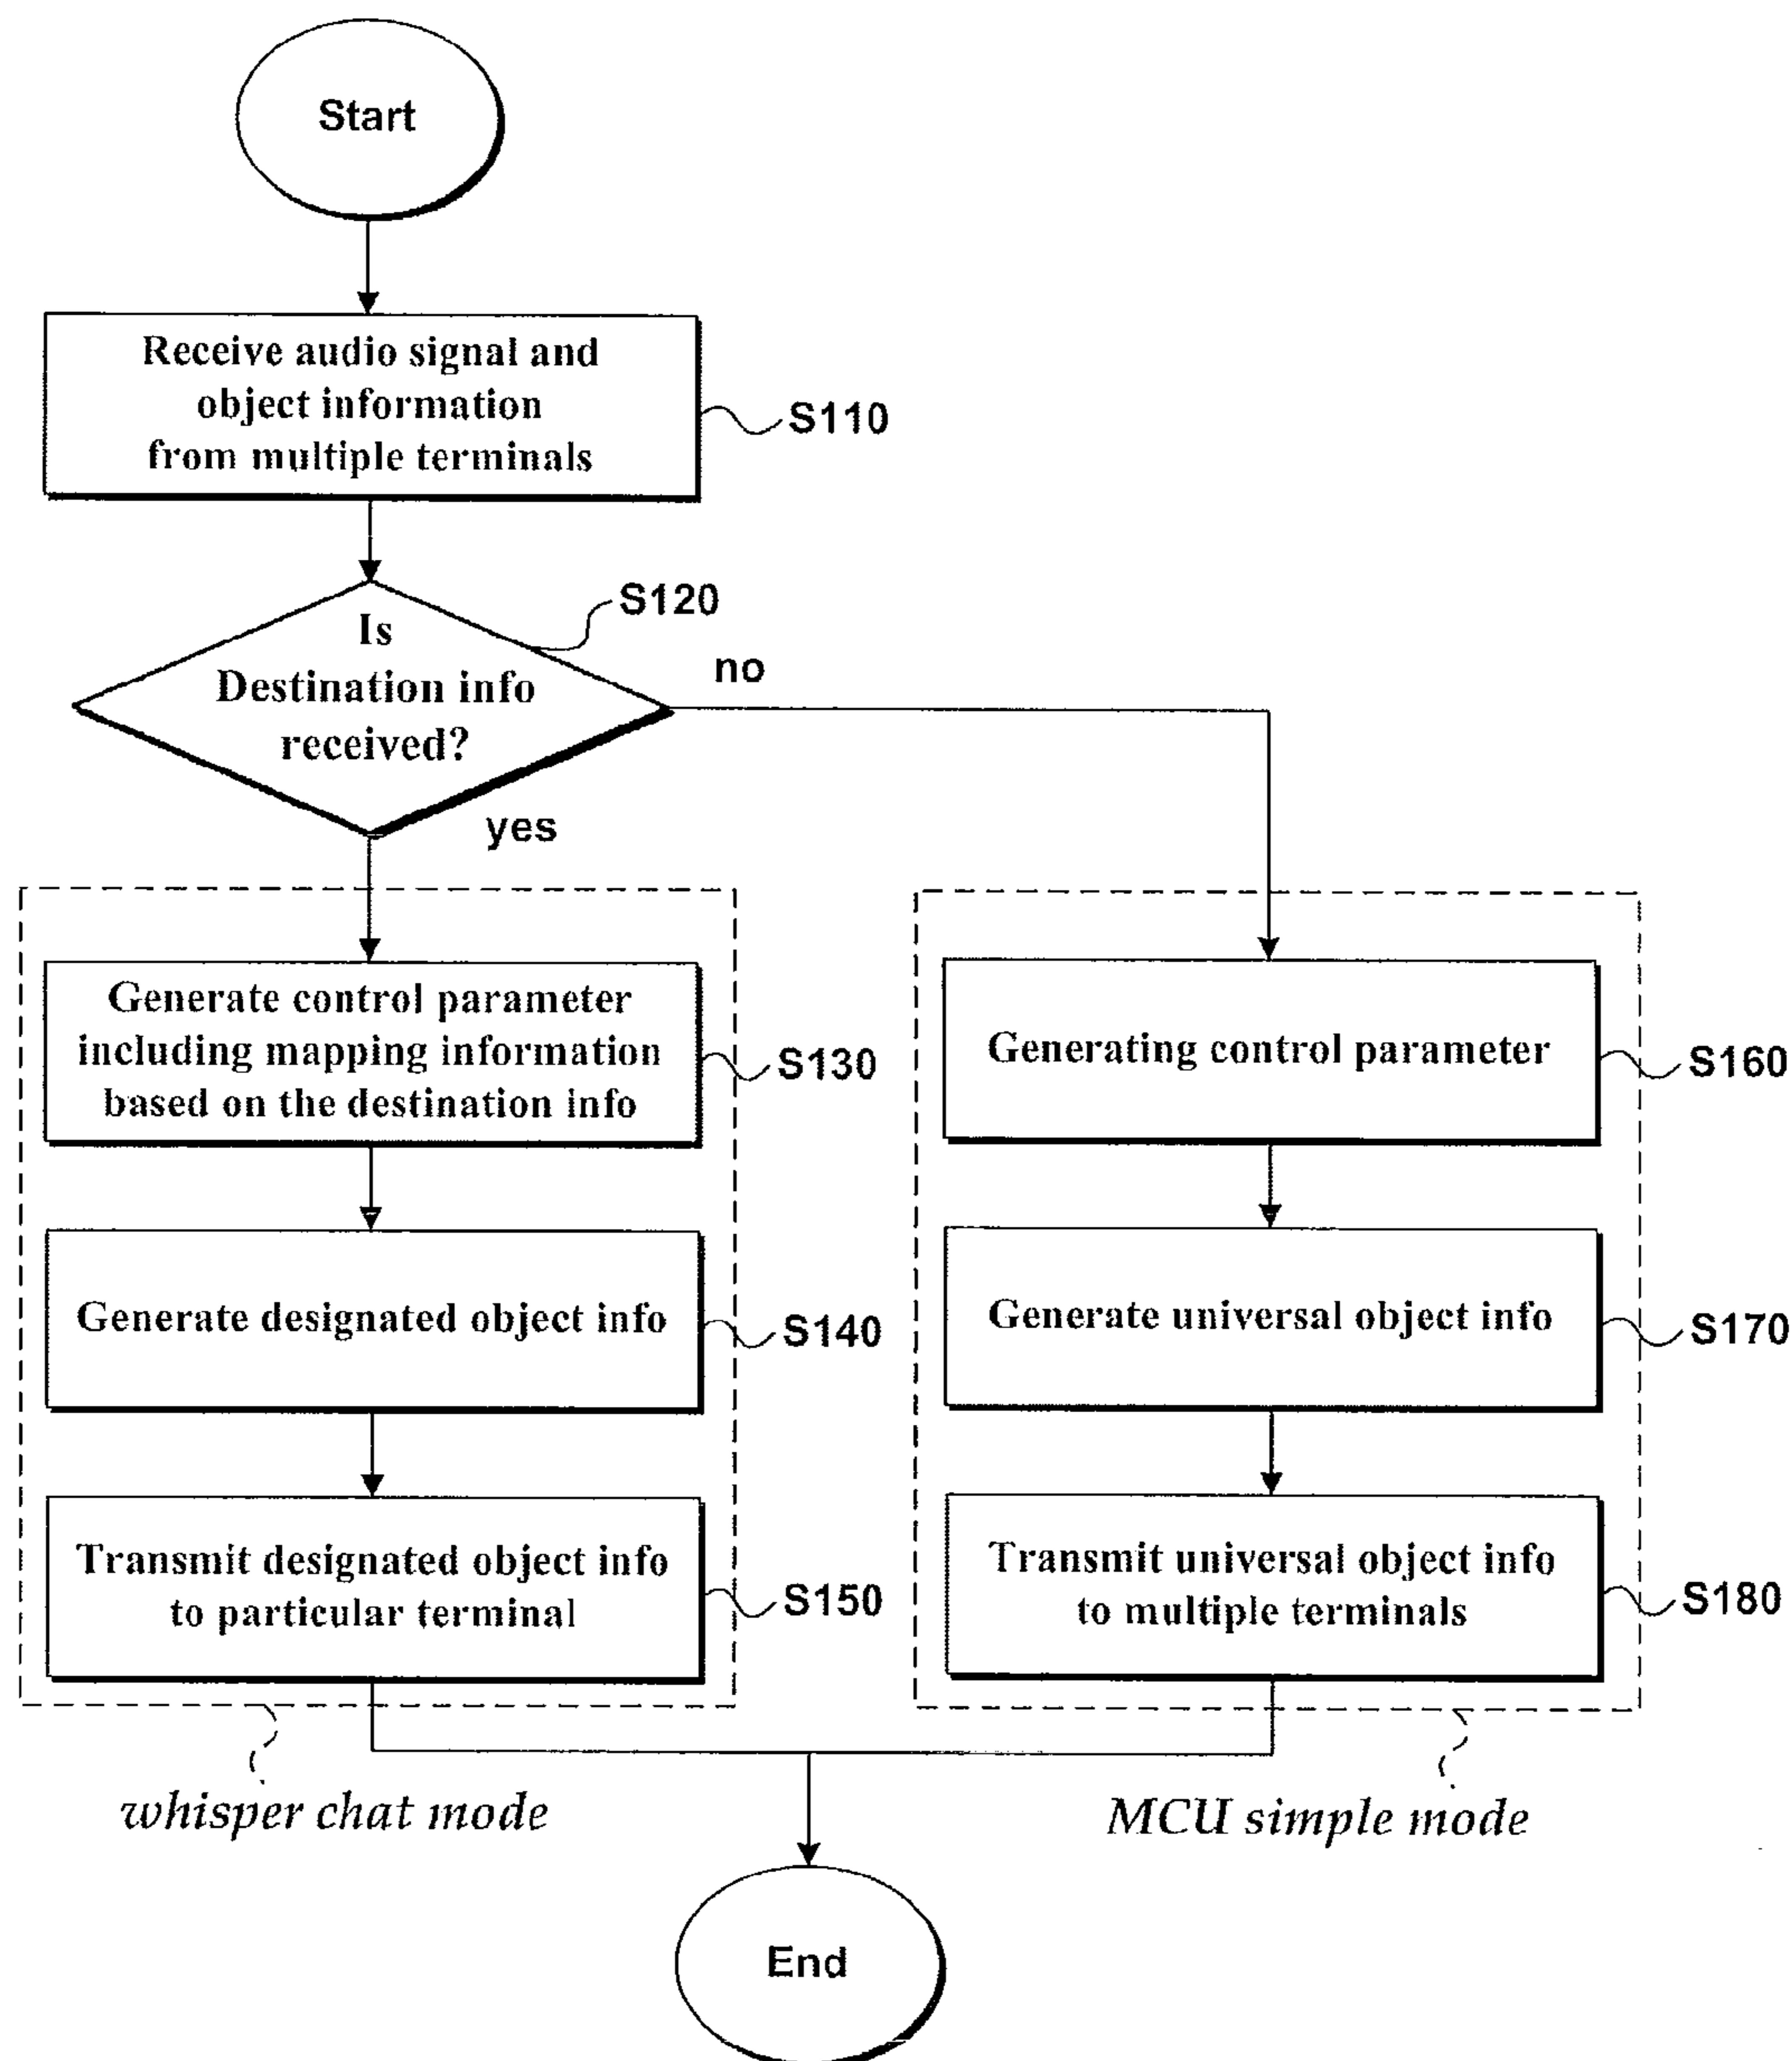 Start
Receive audio signal and
object information
from multiple terminals
S110
S120
Is
Destination info
received?
no
yes
Generate control parameter
including mapping information
based on the destination info
S130
Generate designated object info
S140
Transmit designated object info
to particular terminal
S150
whisper chat mode
Generating control parameter
S160
Generate universal object info
S170
Transmit universal object info
to multiple terminals
S180
MCU simple mode
End